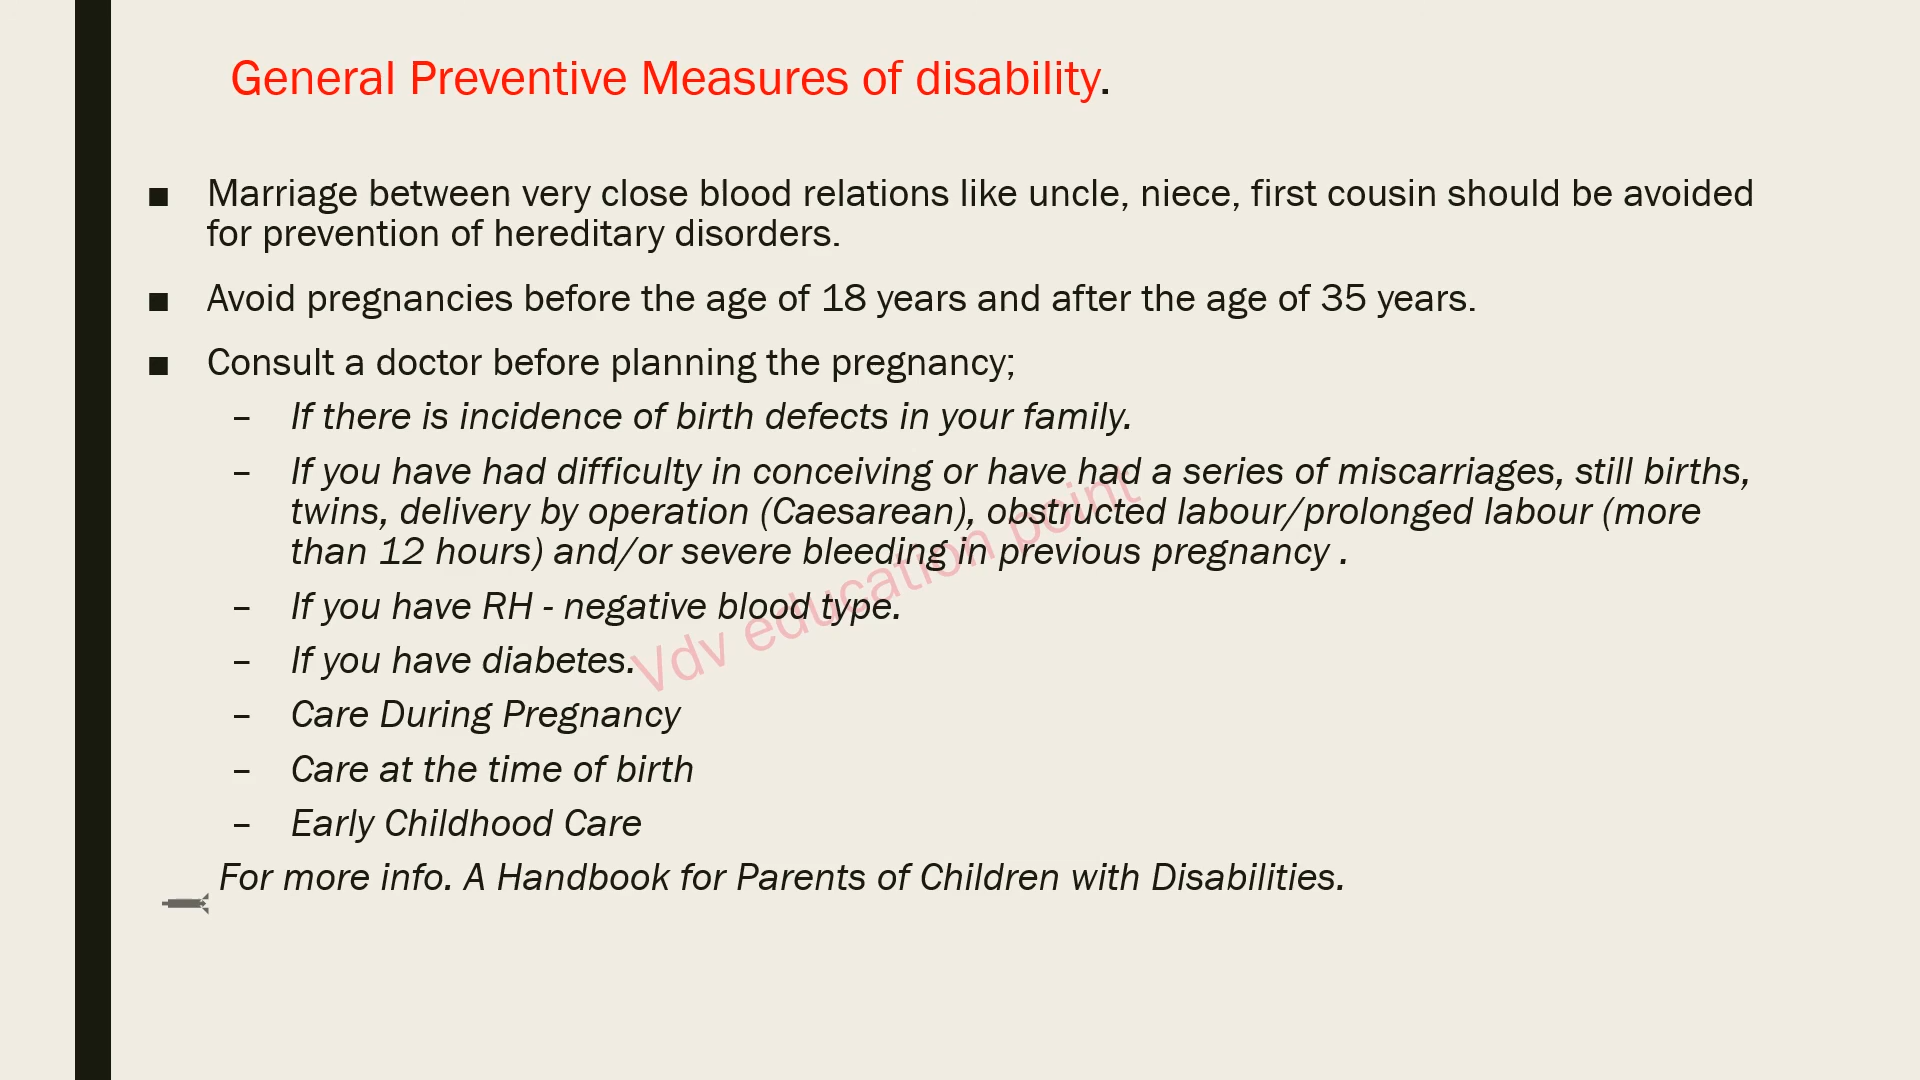 General Preventive Measures of disability.
■ Marriage between very close blood relations like uncle, niece, first cousin should be avoided
for prevention of hereditary disorders.
■ Avoid pregnancies before the age of 18 years and after the age of 35 years.
■ Consult a doctor before planning the pregnancy;
– If there is incidence of birth defects in your family.
– If you have had difficulty in conceiving or have had a series of miscarriages, still births,
twins, delivery by operation (Caesarean), obstructed labour/prolonged labour (more
than 12 hours) and/or severe bleeding in previous pregnancy .
– If you have RH - negative blood type.
– If you have diabetes.
– Care During Pregnancy
– Care at the time of birth
– Early Childhood Care
For more info. A Handbook for Parents of Children with Disabilities.
Vdv education point